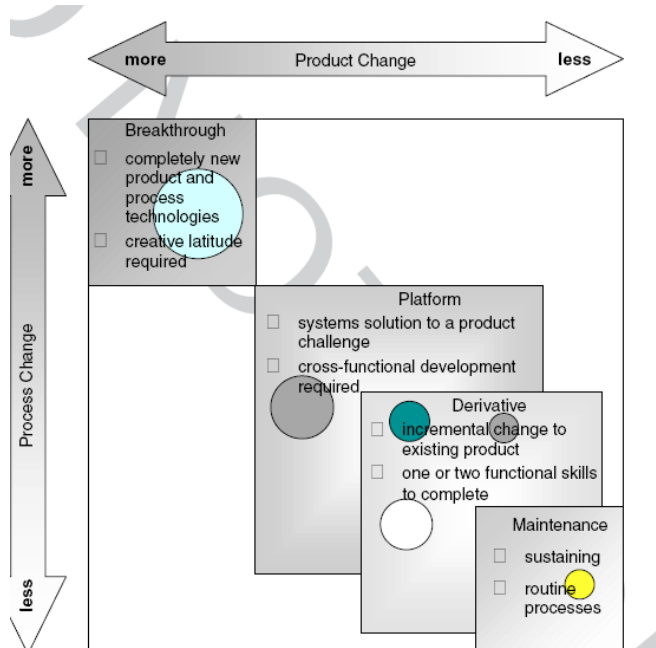 more Product Change less
more
Process Change
less
Breakthrough
completely new
product and
process
technologies
creative latitude
required
Platform
systems solution to a product
challenge
cross-functional development
required
Derivative
incremental change to
existing product
one or two functional skills
to complete
Maintenance
sustaining
routine
processes